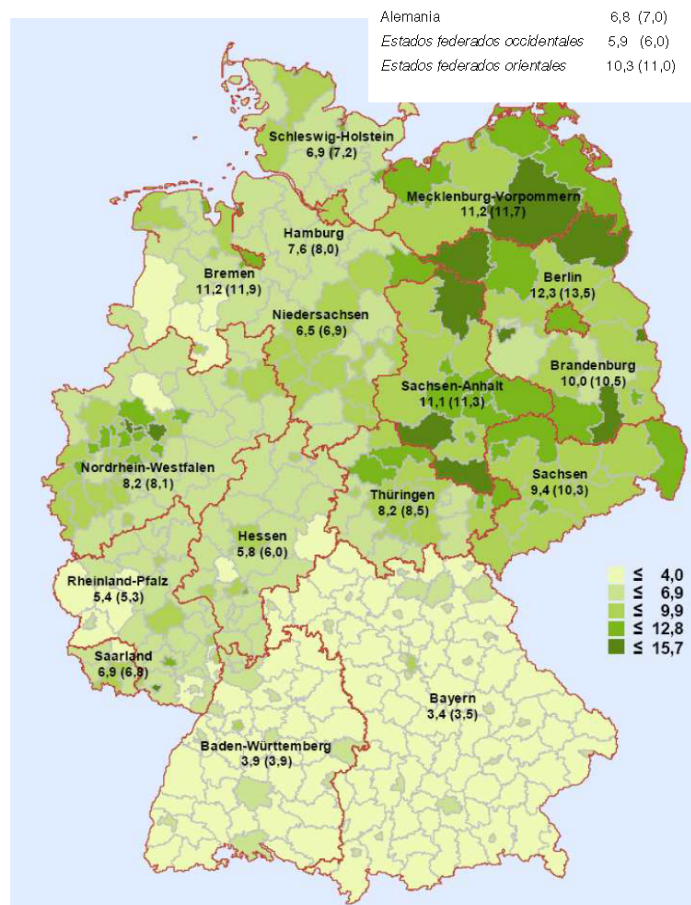 Alemania 6,8 (7,0)
Estados federados occidentales 5,9 (6,0)
Estados federados orientales 10,3 (11,0)
Schleswig-Holstein
6,9 (7,2)
Mecklenburg-Vorpommern
11,2 (11,7)
Hamburg
7,6 (8,0)
Bremen
11,2 (11,9)
Berlin
12,3 (13,5)
Niedersachsen
6,5 (6,9)
Brandenburg
10,0 (10,5)
Sachsen-Anhalt
11,1 (11,3)
Nordrhein-Westfalen
8,2 (8,1)
Thüringen
8,2 (8,5)
Sachsen
9,4 (10,3)
Hessen
5,8 (6,0)
Rheinland-Pfalz
5,4 (5,3)
≤ 4,0
≤ 6,9
≤ 9,9
≤ 12,8
≤ 15,7
Saarland
6,9 (6,8)
Bayern
3,4 (3,5)
Baden-Württemberg
3,9 (3,9)